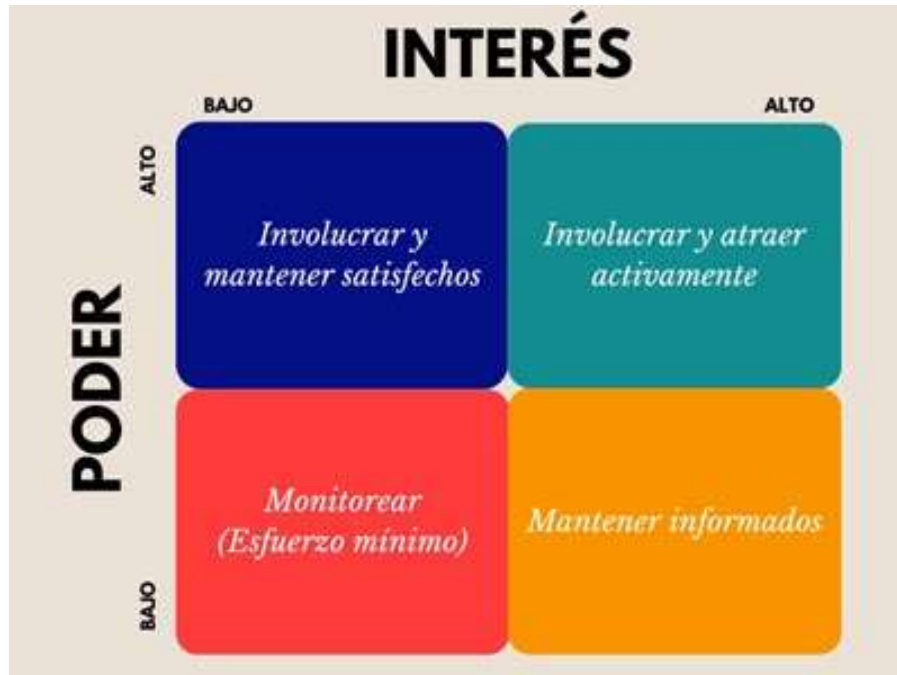 INTERÉS
BAJO
ALTO
ALTO
PODER
BAJO
Involucrar y
mantener satisfechos
Involucrar y atraer
activamente
Monitorear
(Esfuerzo mínimo)
Mantener informados